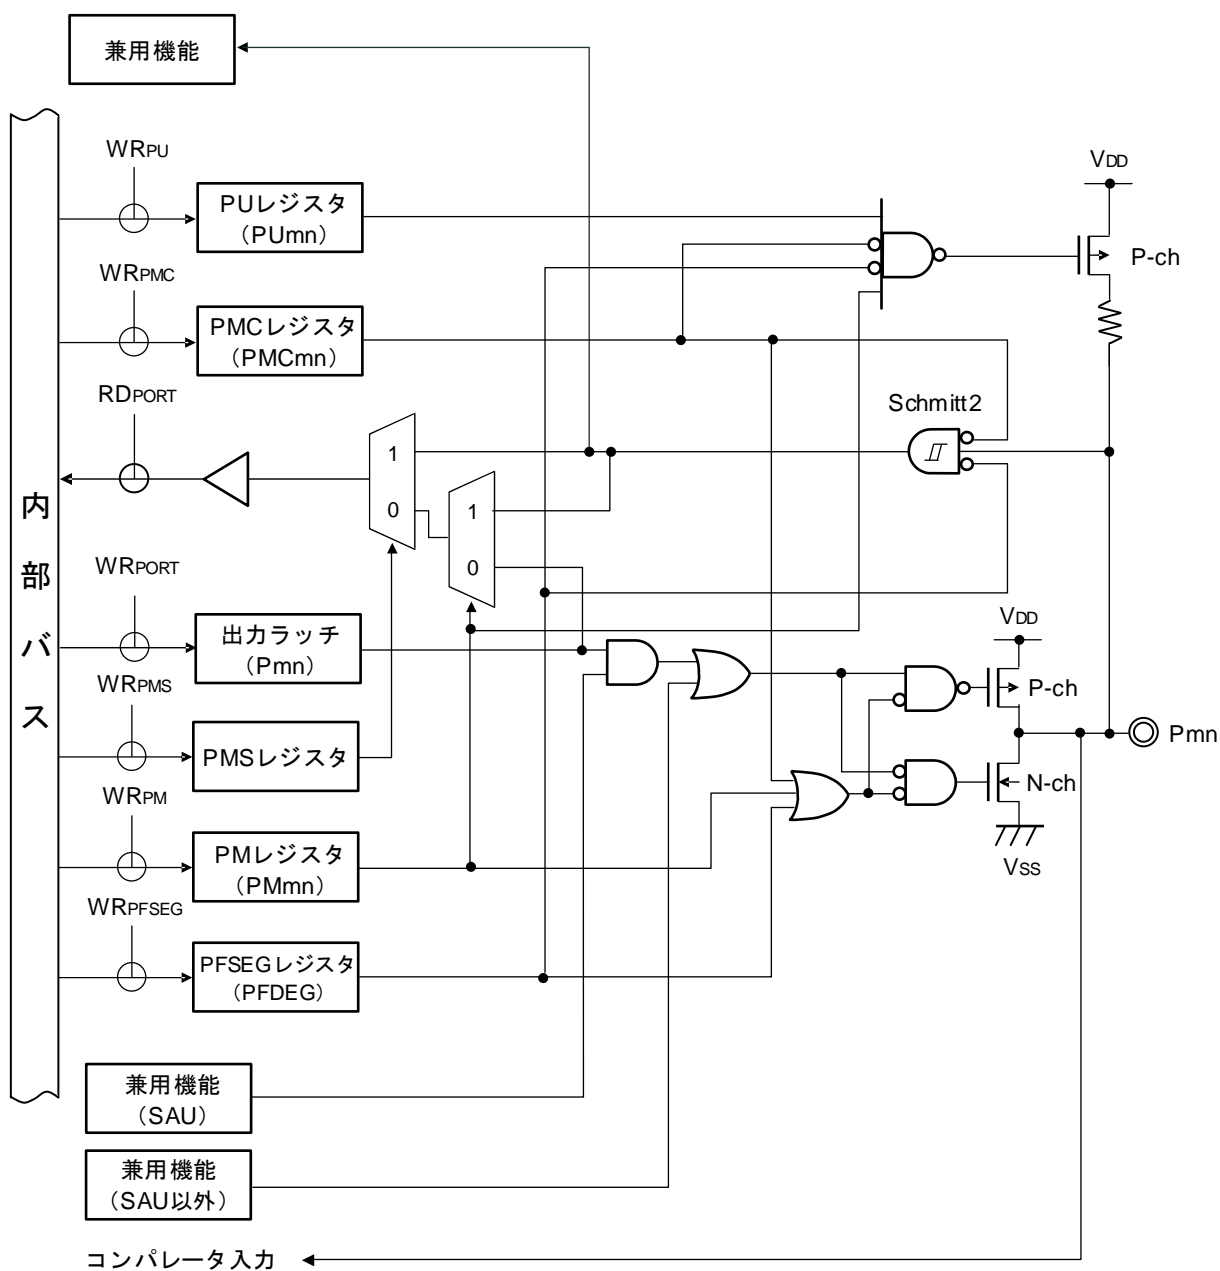 兼用機能
WRPU
PUレジスタ
(PUmn)
VDD
P-ch
WRPMC
PMCレジスタ
(PMCmn)
RDPORT
Schmitt2
1
0
1
0
内部バス
WRPORT
出力ラッチ
(Pmn)
VDD
P-ch
WRPMS
PMSレジスタ
Pmn
N-ch
VSS
WRPM
PMレジスタ
(PMmn)
WRPFSEG
PFSEGレジスタ
(PFDEG)
兼用機能
(SAU)
兼用機能
(SAU以外)
コンパレータ入力